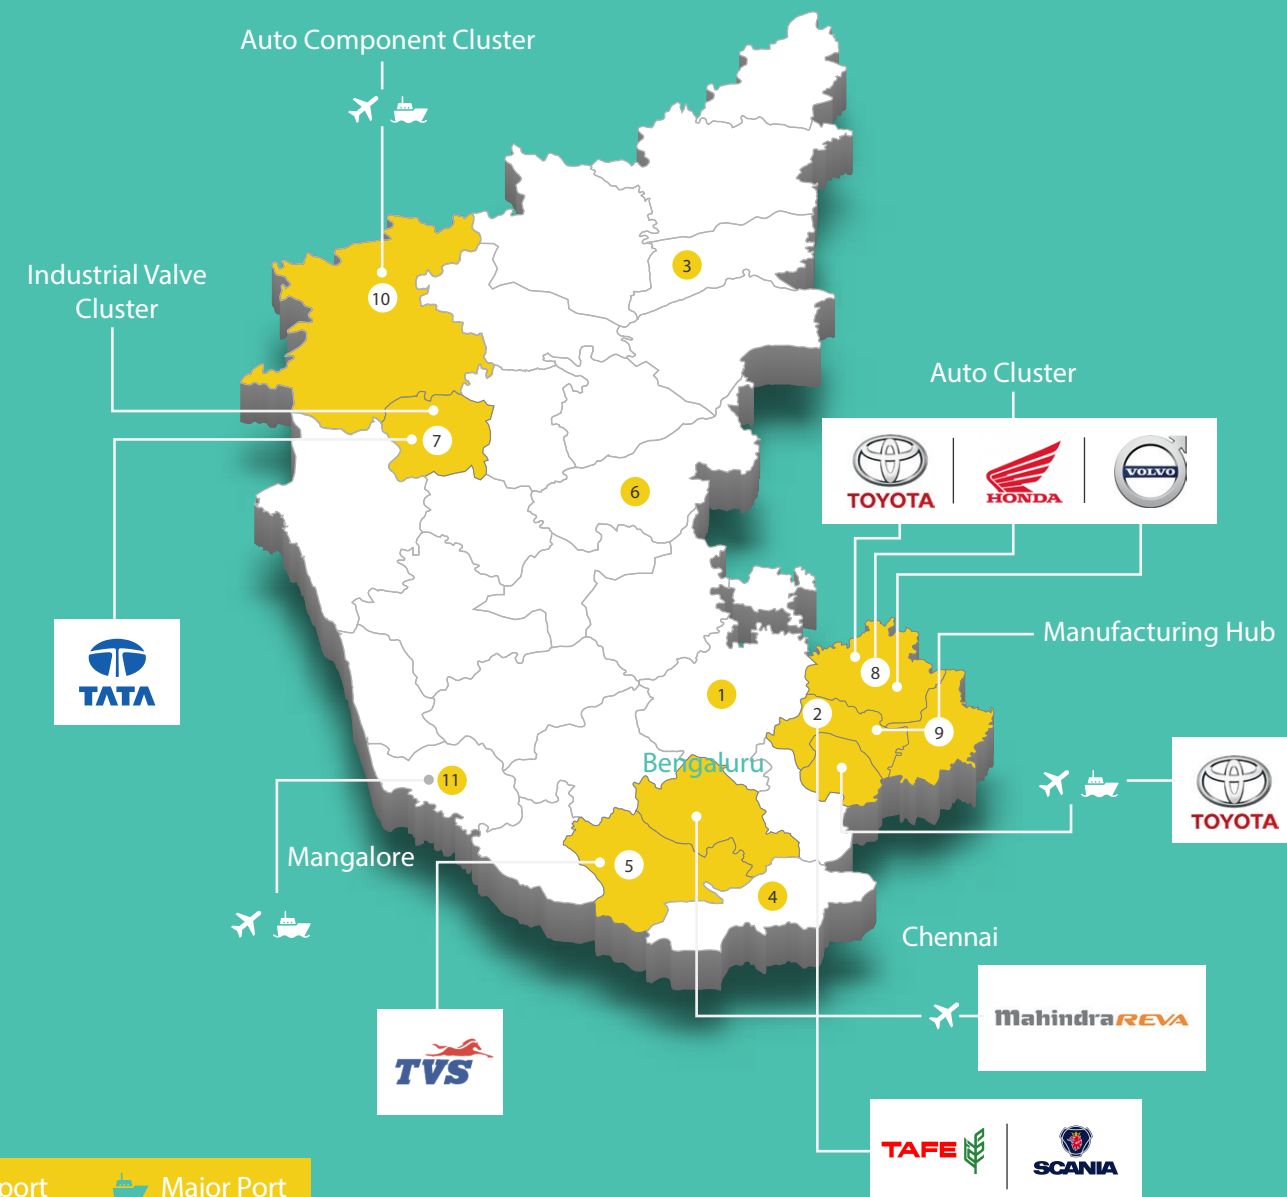 Auto Component Cluster
Industrial Valve
Cluster
10
3
Auto Cluster
TOYOTA
HONDA
VOLVO
7
6
TATA
Manufacturing Hub
8
1
2
9
Bengaluru
11
TOYOTA
Mangalore
5
4
Chennai
Mahindra REVA
TVS
TAFE
SCANIA
port
Major Port